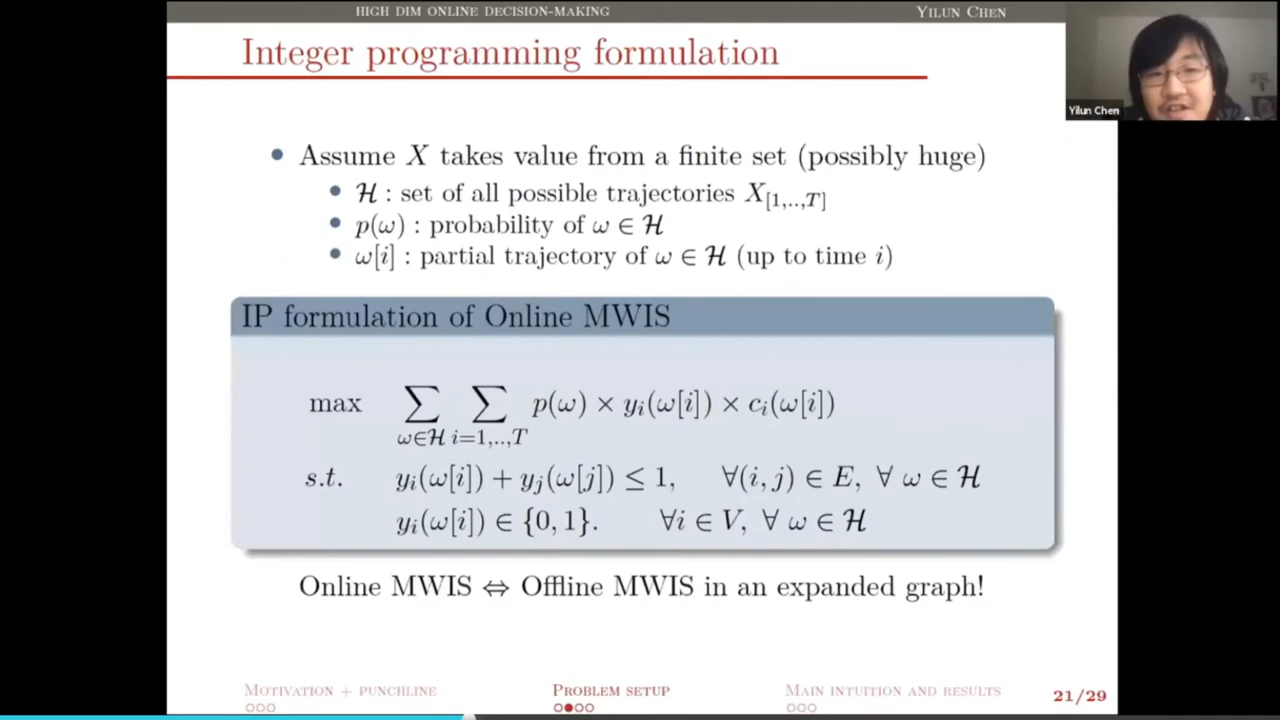 HIGH DIM ONLINE DECISION-MAKING YILUN CHEN
Integer programming formulation
Yilun Chen
• Assume X takes value from a finite set (possibly huge)
• ℋ : set of all possible trajectories X_{[1,..,T]}
• p(ω) : probability of ω ∈ ℋ
• ω[i] : partial trajectory of ω ∈ ℋ (up to time i)
IP formulation of Online MWIS
max ∑_{ω∈ℋ} ∑_{i=1,..,T} p(ω) × y_i(ω[i]) × c_i(ω[i])
s.t. y_i(ω[i]) + y_j(ω[j]) ≤ 1, ∀(i, j) ∈ E, ∀ ω ∈ ℋ
y_i(ω[i]) ∈ {0, 1}. ∀i ∈ V, ∀ ω ∈ ℋ
Online MWIS ⇔ Offline MWIS in an expanded graph!
MOTIVATION + PUNCHLINE PROBLEM SETUP MAIN INTUITION AND RESULTS 21/29